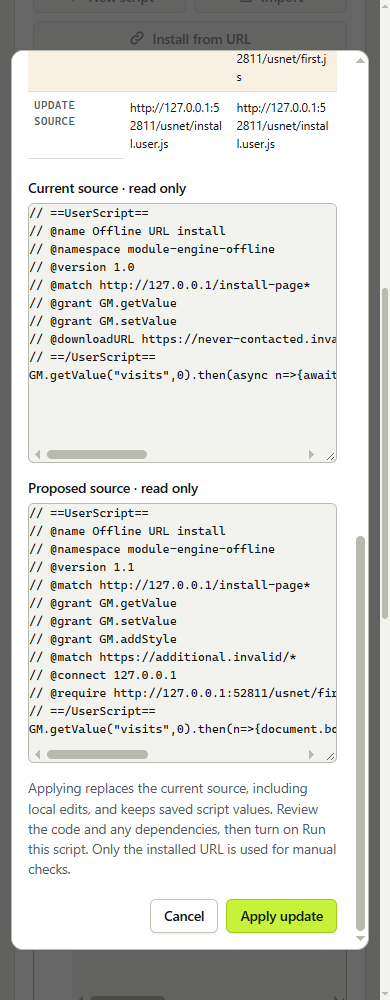 New script
Import
Install from URL
2811/usnet/first.j
s
UPDATE
SOURCE
http://127.0.0.1:5
2811/usnet/instal
l.user.js
http://127.0.0.1:5
2811/usnet/instal
l.user.js
Current source · read only
// ==UserScript==
// @name Offline URL install
// @namespace module-engine-offline
// @version 1.0
// @match http://127.0.0.1/install-page*
// @grant GM.getValue
// @grant GM.setValue
// @downloadURL https://never-contacted.inva
// ==/UserScript==
GM.getValue("visits",0).then(async n=>{await
Proposed source · read only
// ==UserScript==
// @name Offline URL install
// @namespace module-engine-offline
// @version 1.1
// @match http://127.0.0.1/install-page*
// @grant GM.getValue
// @grant GM.setValue
// @grant GM.addStyle
// @match https://additional.invalid/*
// @connect 127.0.0.1
// @require http://127.0.0.1:52811/usnet/fir
// ==/UserScript==
GM.getValue("visits",0).then(n=>{document.bo
Applying replaces the current source, including
local edits, and keeps saved script values. Review
the code and any dependencies, then turn on Run
this script. Only the installed URL is used for manual
checks.
Cancel
Apply update